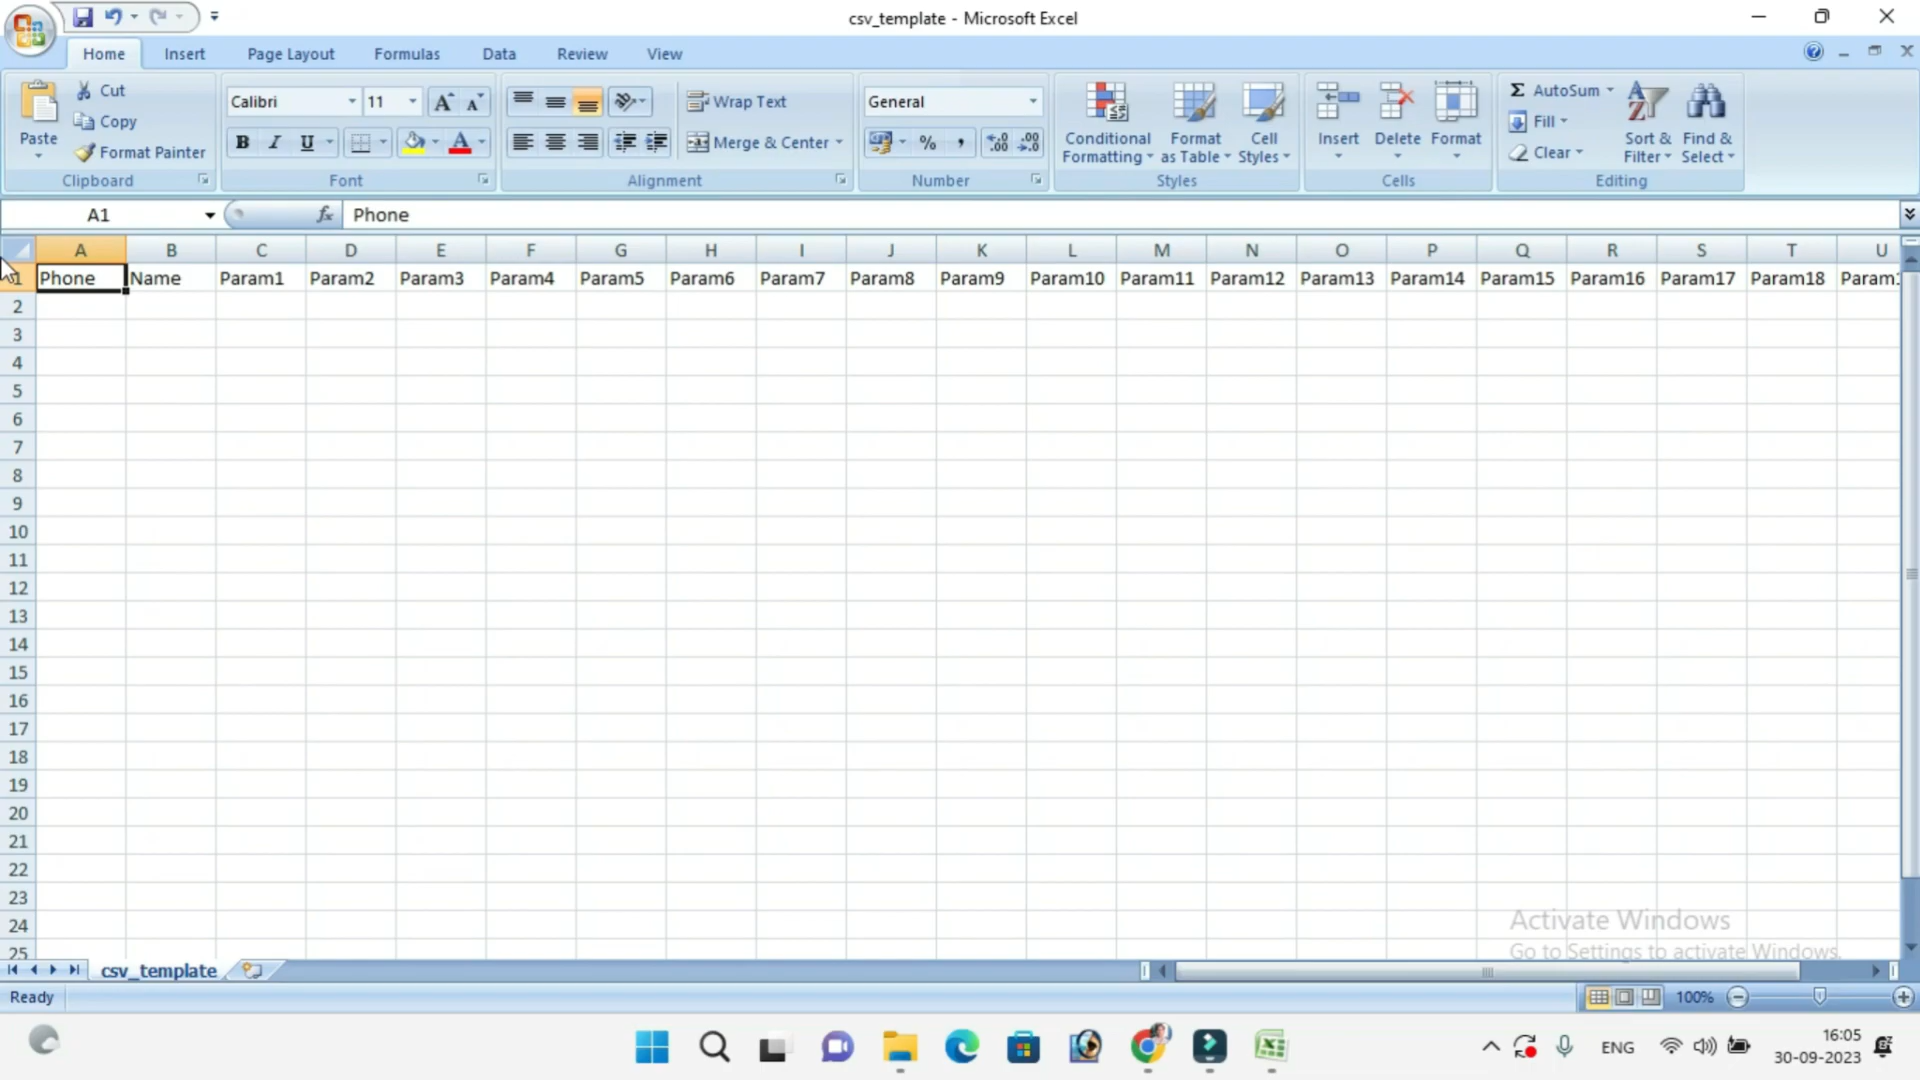 csv_template - Microsoft Excel
Home Insert Page Layout Formulas Data Review View
Paste
Cut
Copy
Format Painter
Clipboard
Calibri 11
B I U
Font
Wrap Text
Merge & Center
Alignment
General
% ,
Number
Conditional Formatting
Format as Table
Cell Styles
Styles
Insert Delete Format
Cells
Σ AutoSum
Fill
Clear
Sort & Filter
Find & Select
Editing
A1 fx Phone
A B C D E F G H I J K L M N O P Q R S T U
1 Phone Name Param1 Param2 Param3 Param4 Param5 Param6 Param7 Param8 Param9 Param10 Param11 Param12 Param13 Param14 Param15 Param16 Param17 Param18
2
3
4
5
6
7
8
9
10
11
12
13
14
15
16
17
18
19
20
21
22
23
24
25
Activate Windows
Go to Settings to activate Windows.
csv_template
Ready 100%
ENG 16:05
30-09-2023